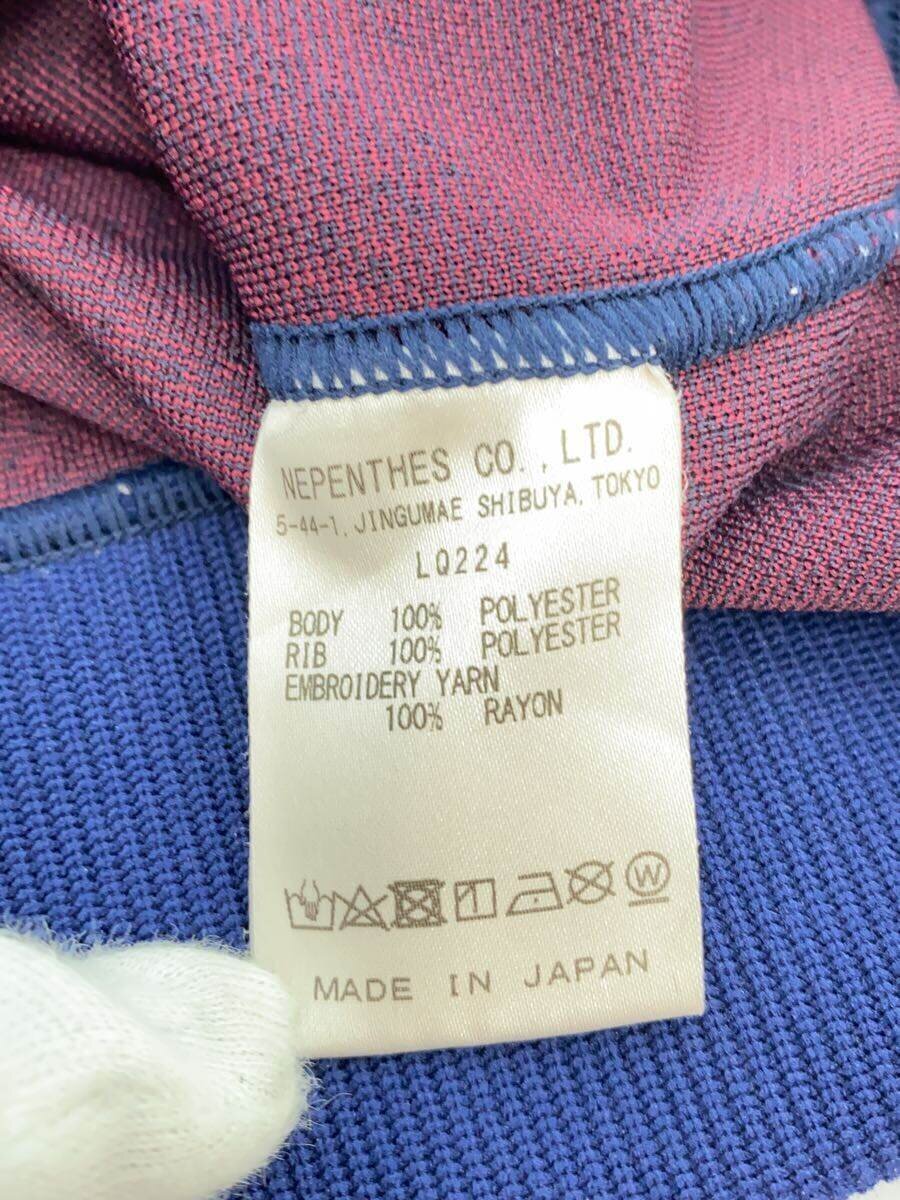 NEPENTHES CO., LTD.
5-44-1, JINGUMAE SHIBUYA, TOKYO
LQ224
BODY 100% POLYESTER
RIB 100% POLYESTER
EMBROIDERY YARN
100% RAYON
W
MADE IN JAPAN